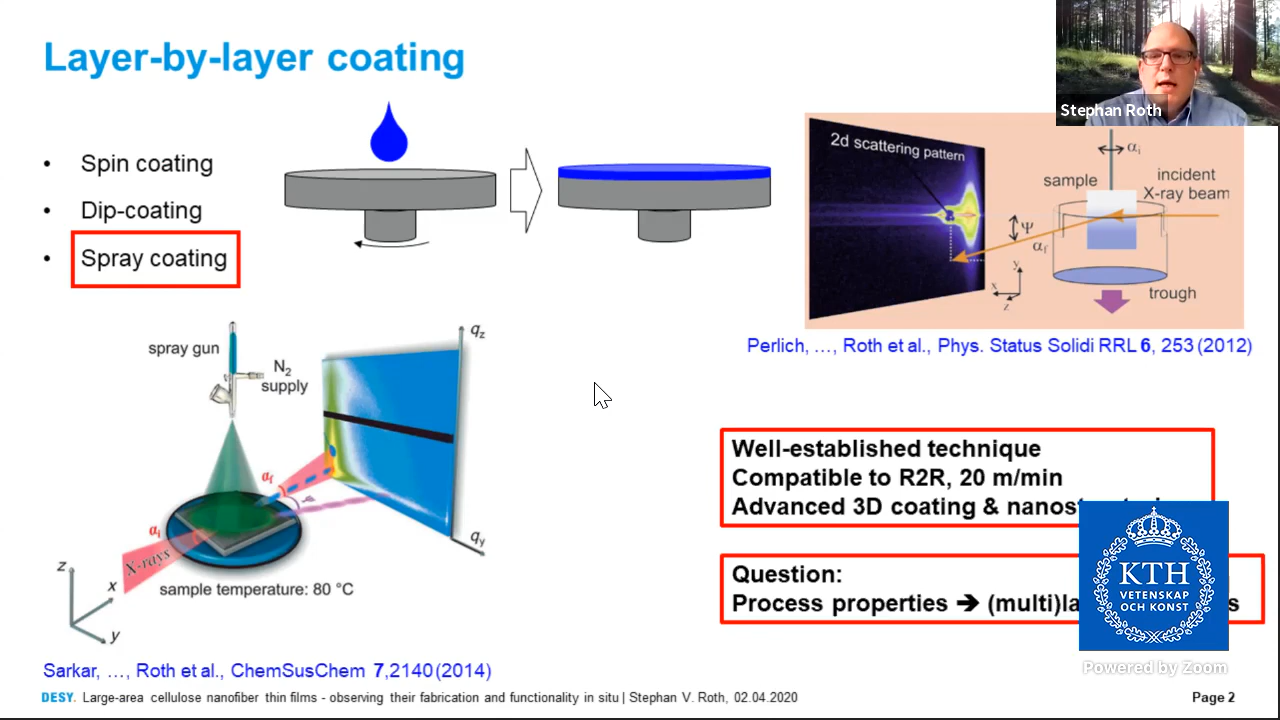 Layer-by-layer coating
Stephan Roth
• Spin coating
• Dip-coating
• Spray coating
2d scattering pattern
αi
sample
incident
X-ray beam
Ψ
αf
y
x
z
trough
Perlich, …, Roth et al., Phys. Status Solidi RRL 6, 253 (2012)
spray gun
N2
supply
qz
αf
αi
X-rays
qy
z
x
y
sample temperature: 80 °C
Well-established technique
Compatible to R2R, 20 m/min
Advanced 3D coating &
Question:
Process properties ➔
KTH
VETENSKAP
OCH KONST
Powered by Zoom
Sarkar, …, Roth et al., ChemSusChem 7,2140 (2014)
DESY. Large-area cellulose nanofiber thin films - observing their fabrication and functionality in situ | Stephan V. Roth, 02.04.2020
Page 2